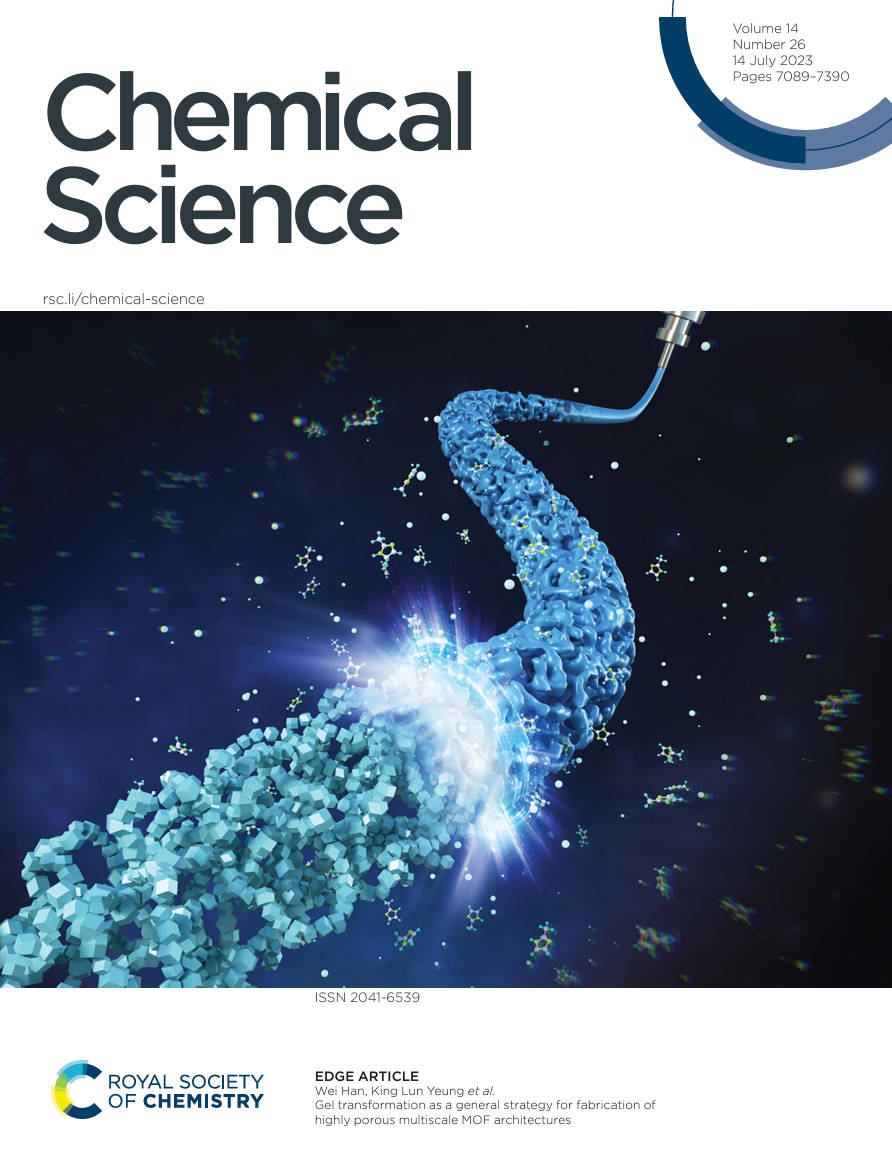 Volume 14
Number 26
14 July 2023
Pages 7089–7390
Chemical
Science
rsc.li/chemical-science
ISSN 2041-6539
ROYAL SOCIETY
OF CHEMISTRY
EDGE ARTICLE
Wei Han, King Lun Yeung et al.
Gel transformation as a general strategy for fabrication of
highly porous multiscale MOF architectures